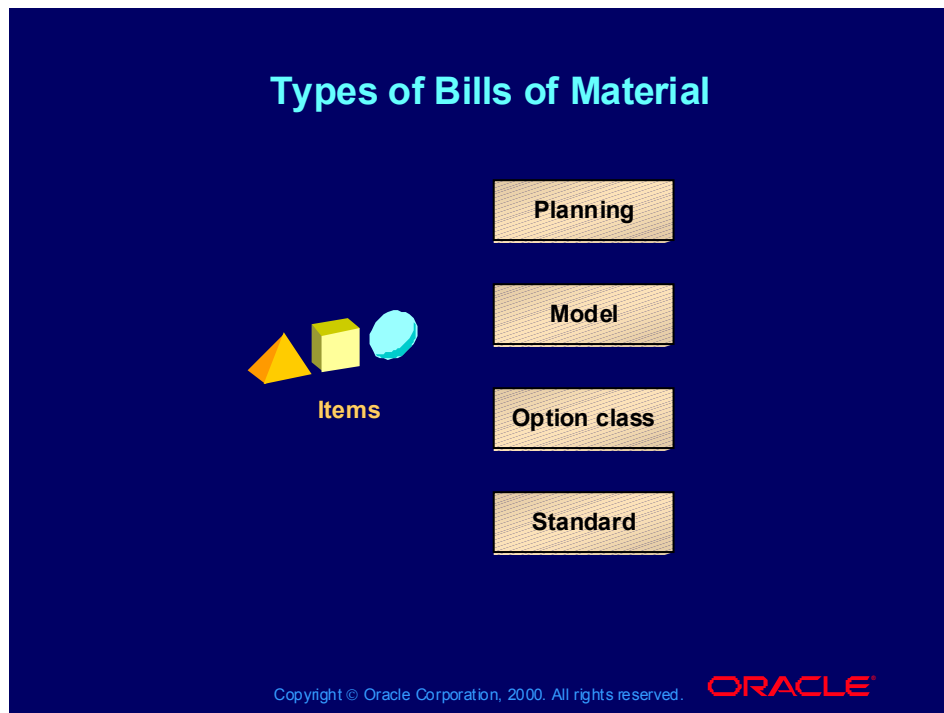 Types of Bills of Material
Planning
Model
Items
Option class
Standard
Copyright © Oracle Corporation, 2000. All rights reserved.
ORACLE®